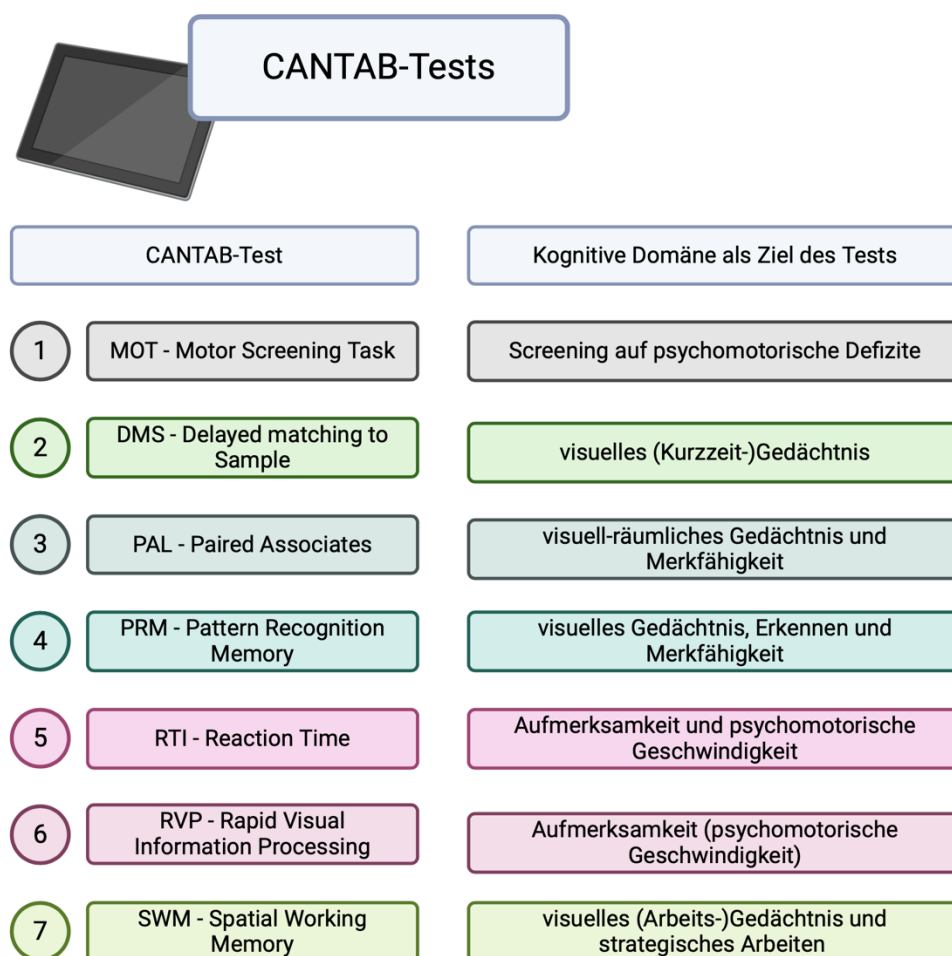 CANTAB-Tests
CANTAB-Test
Kognitive Domäne als Ziel des Tests
1
MOT - Motor Screening Task
Screening auf psychomotorische Defizite
2
DMS - Delayed matching to
Sample
visuelles (Kurzzeit-)Gedächtnis
3
PAL - Paired Associates
visuell-räumliches Gedächtnis und
Merkfähigkeit
4
PRM - Pattern Recognition
Memory
visuelles Gedächtnis, Erkennen und
Merkfähigkeit
5
RTI - Reaction Time
Aufmerksamkeit und psychomotorische
Geschwindigkeit
6
RVP - Rapid Visual
Information Processing
Aufmerksamkeit (psychomotorische
Geschwindigkeit)
7
SWM - Spatial Working
Memory
visuelles (Arbeits-)Gedächtnis und
strategisches Arbeiten